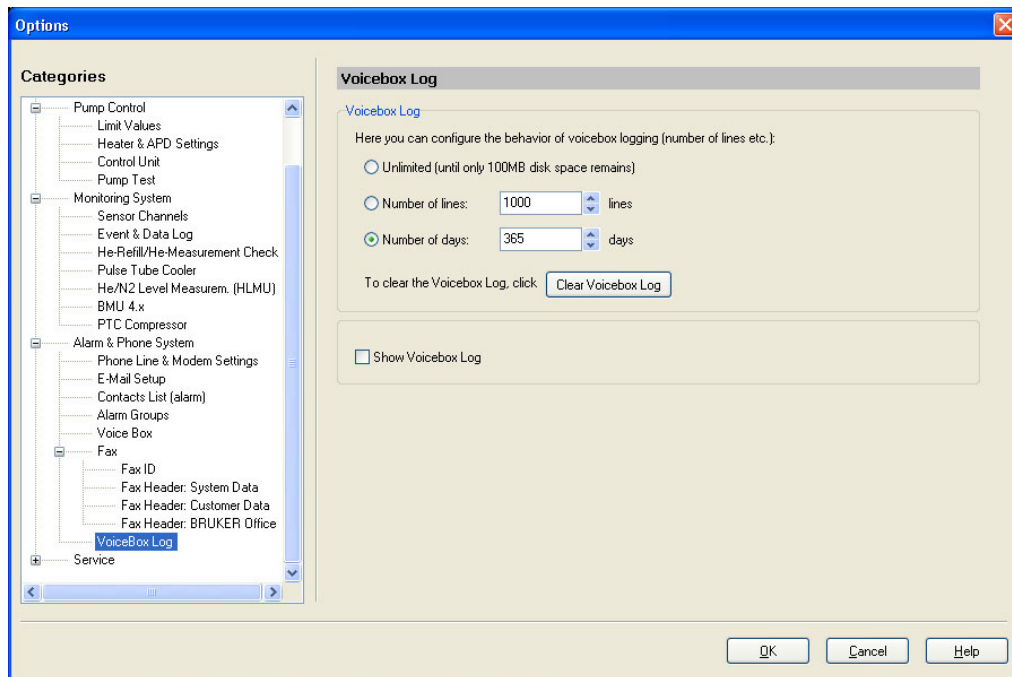 Options
Categories
Pump Control
Limit Values
Heater & APD Settings
Control Unit
Pump Test
Monitoring System
Sensor Channels
Event & Data Log
He-Refill/He-Measurement Check
Pulse Tube Cooler
He/N2 Level Measurem. (HLMU)
BMU 4.x
PTC Compressor
Alarm & Phone System
Phone Line & Modem Settings
E-Mail Setup
Contacts List (alarm)
Alarm Groups
Voice Box
Fax
Fax ID
Fax Header: System Data
Fax Header: Customer Data
Fax Header: BRUKER Office
VoiceBox Log
Service
Voicebox Log
Voicebox Log
Here you can configure the behavior of voicebox logging (number of lines etc.):
Unlimited (until only 100MB disk space remains)
Number of lines: 1000 lines
Number of days: 365 days
To clear the Voicebox Log, click Clear Voicebox Log
Show Voicebox Log
OK Cancel Help